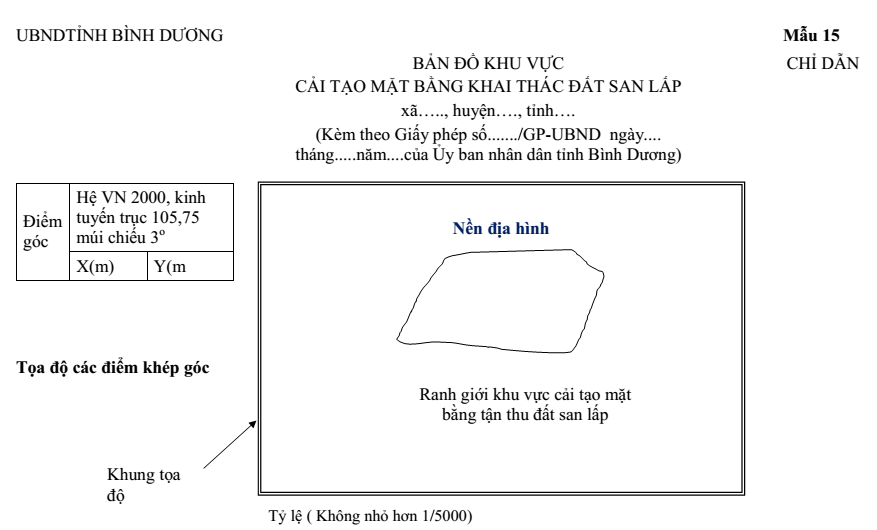 UBNDTỈNH BÌNH DƯƠNG
Mẫu 15
BẢN ĐỒ KHU VỰC
CHỈ DẪN
CẢI TẠO MẶT BẰNG KHAI THÁC ĐẤT SAN LẤP
xã….., huyện…., tỉnh….
(Kèm theo Giấy phép số......./GP-UBND ngày....
tháng.....năm....của Ủy ban nhân dân tỉnh Bình Dương)
Điểm
góc
Hệ VN 2000, kinh
tuyến trục 105,75
múi chiếu 3º
X(m)
Y(m
Nền địa hình
Tọa độ các điểm khép góc
Ranh giới khu vực cải tạo mặt
bằng tận thu đất san lấp
Khung tọa
độ
Tỷ lệ ( Không nhỏ hơn 1/5000)